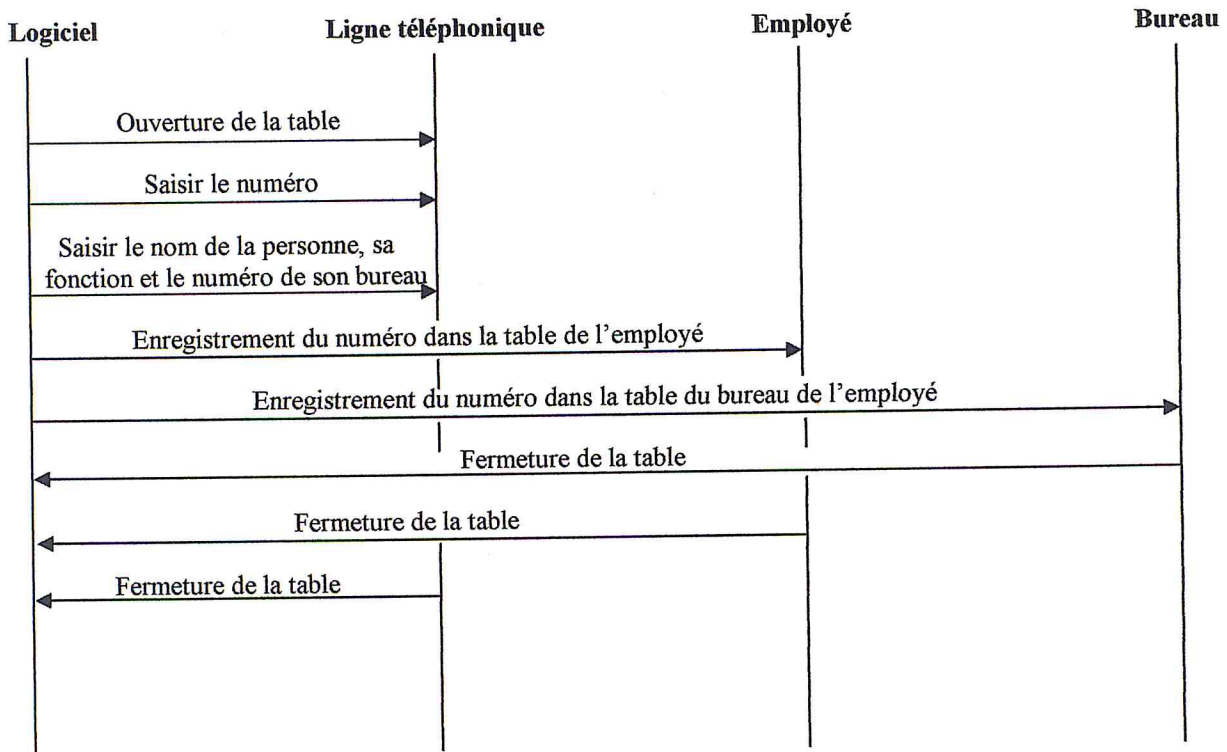 Logiciel
Ligne téléphonique
Employé
Bureau
Ouverture de la table
Saisir le numéro
Saisir le nom de la personne, sa
fonction et le numéro de son bureau
Enregistrement du numéro dans la table de l'employé
Enregistrement du numéro dans la table du bureau de l'employé
Fermeture de la table
Fermeture de la table
Fermeture de la table